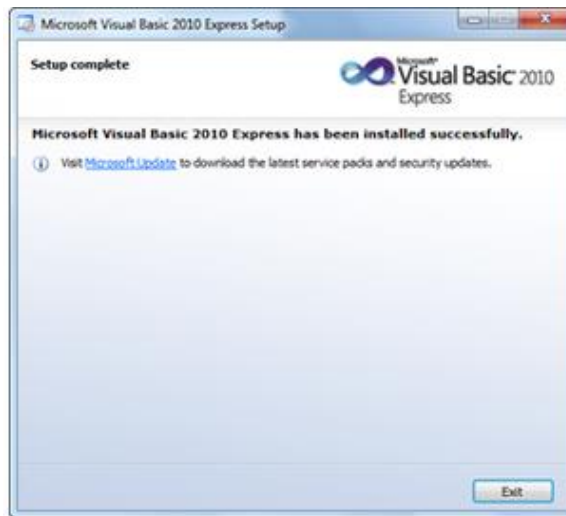 Microsoft Visual Basic 2010 Express Setup
Setup complete
Microsoft®
Visual Basic® 2010
Express
Microsoft Visual Basic 2010 Express has been installed successfully.
Visit Microsoft Update to download the latest service packs and security updates.
Exit